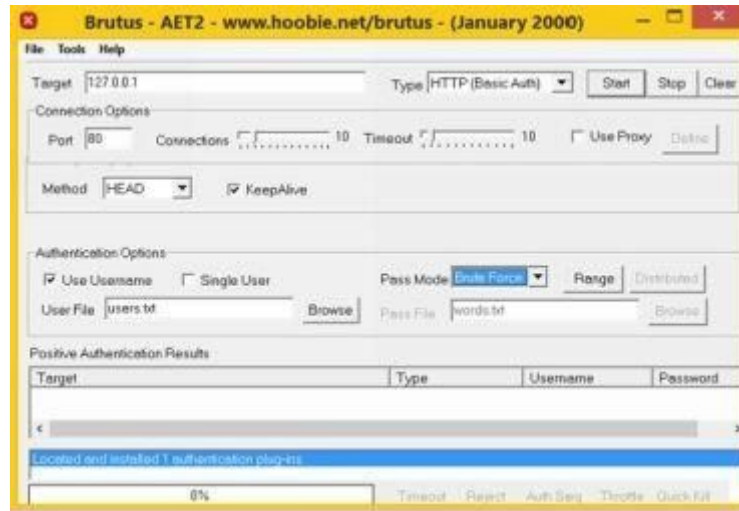 Brutus - AET2 - www.hoobie.net/brutus - (January 2000)
File Tools Help
Target 127.0.0.1 Type HTTP (Basic Auth) Start Stop Clear
Connection Options
Port 80 Connections 10 Timeout 10 Use Proxy Define
Method HEAD KeepAlive
Authentication Options
Use Username Single User Pass Mode Brute Force Range Distributed
User File users.txt Browse Pass File words.txt Browse
Positive Authentication Results
Target Type Username Password
Located and installed 1 authentication plug-ins
0% Timeout Reject Auth Seq Throttle Quick Kill